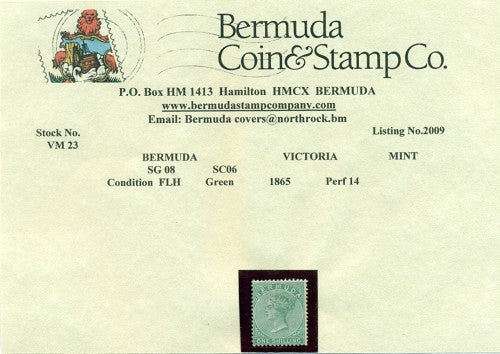 Bermuda
Coin & Stamp Co.
P.O. Box HM 1413 Hamilton HMCX BERMUDA
www.bermudastampcompany.com
Email: Bermuda covers@northrock.bm
Stock No. Listing No.2009
VM 23
BERMUDA VICTORIA MINT
SG 08 SC06
Condition FLH Green 1865 Perf 14
BERMUDA
ONE SHILLING